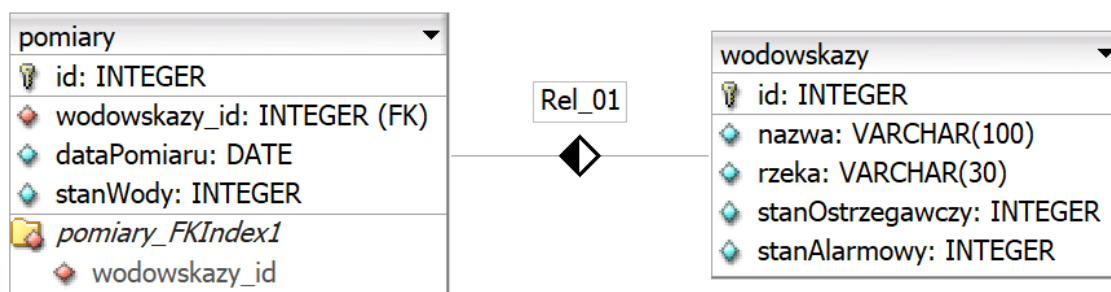 pomiary
id: INTEGER
wodowskazy_id: INTEGER (FK)
dataPomiaru: DATE
stanWody: INTEGER
pomiary_FKIndex1
wodowskazy_id
Rel_01
wodowskazy
id: INTEGER
nazwa: VARCHAR(100)
rzeka: VARCHAR(30)
stanOstrzegawczy: INTEGER
stanAlarmowy: INTEGER